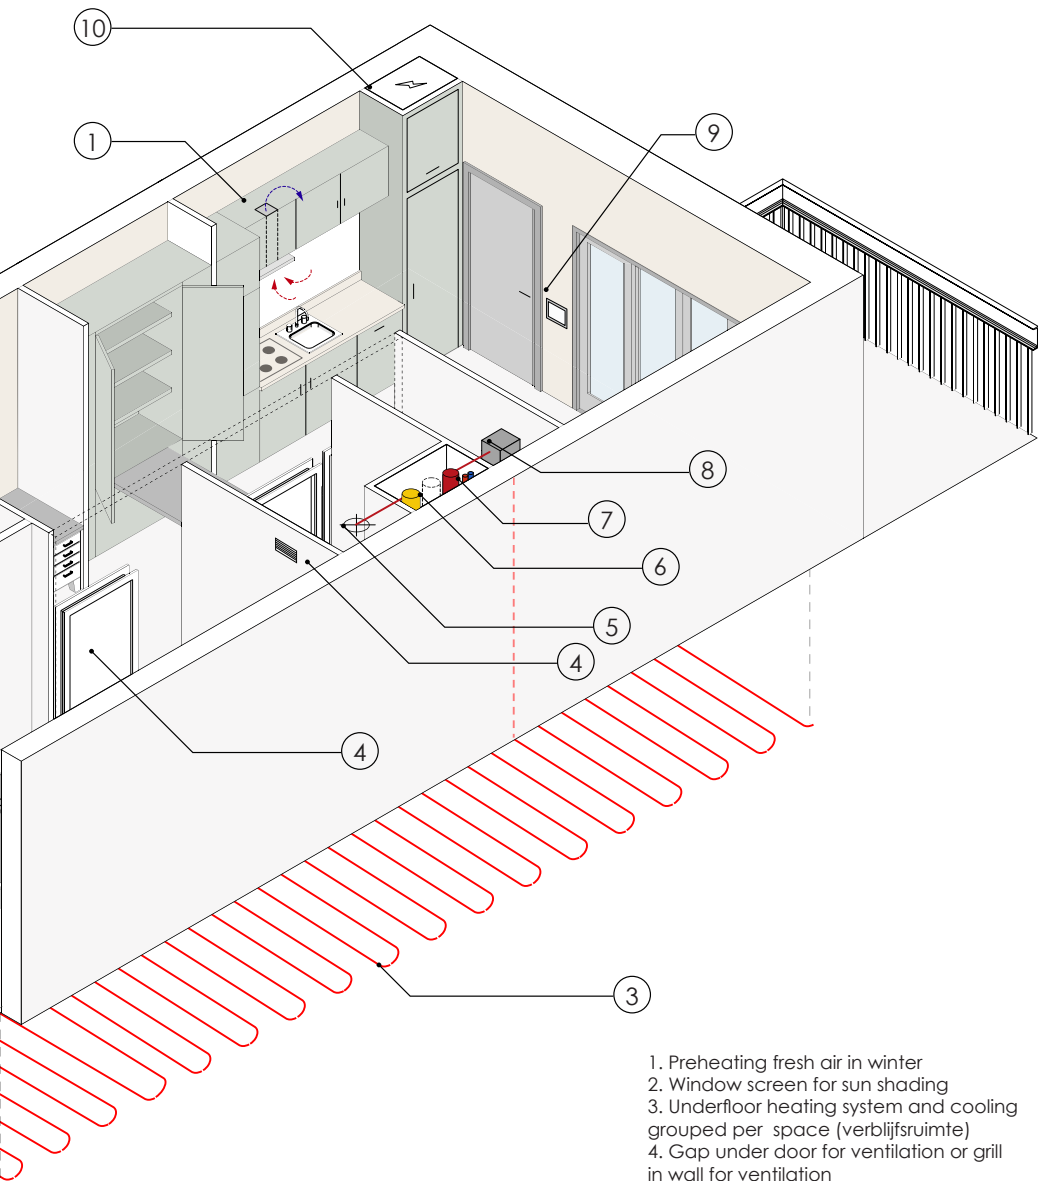 10
1
9
8
7
6
5
4
4
3
1. Preheating fresh air in winter
2. Window screen for sun shading
3. Underfloor heating system and cooling
grouped per space (verblijfsruimte)
4. Gap under door for ventilation or grill
in wall for ventilation